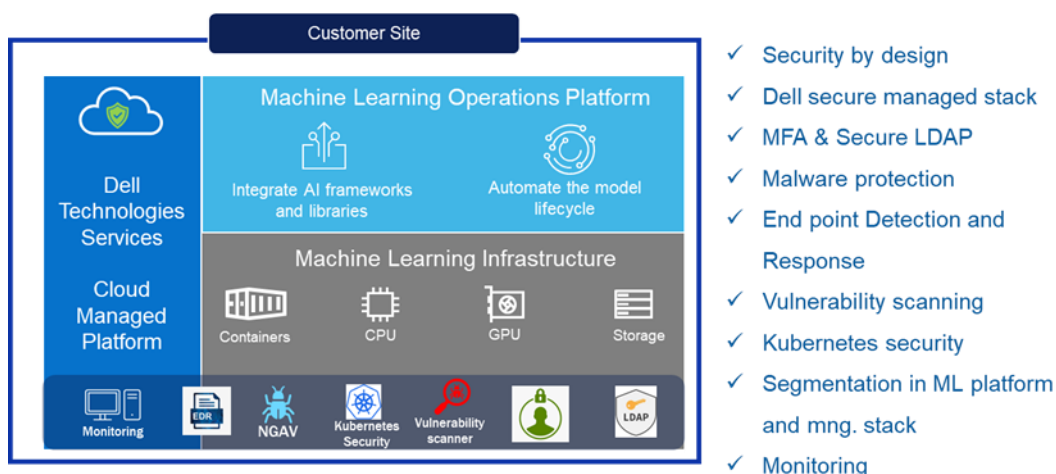 Customer Site
Machine Learning Operations Platform
Integrate AI frameworks
and libraries
Automate the model
lifecycle
Dell
Technologies
Services
Cloud
Managed
Platform
Machine Learning Infrastructure
Containers
CPU
GPU
Storage
Monitoring
EDR
NGAV
Kubernetes
Security
Vulnerability
scanner
LDAP
✓ Security by design
✓ Dell secure managed stack
✓ MFA & Secure LDAP
✓ Malware protection
✓ End point Detection and
Response
✓ Vulnerability scanning
✓ Kubernetes security
✓ Segmentation in ML platform
and mng. stack
✓ Monitoring